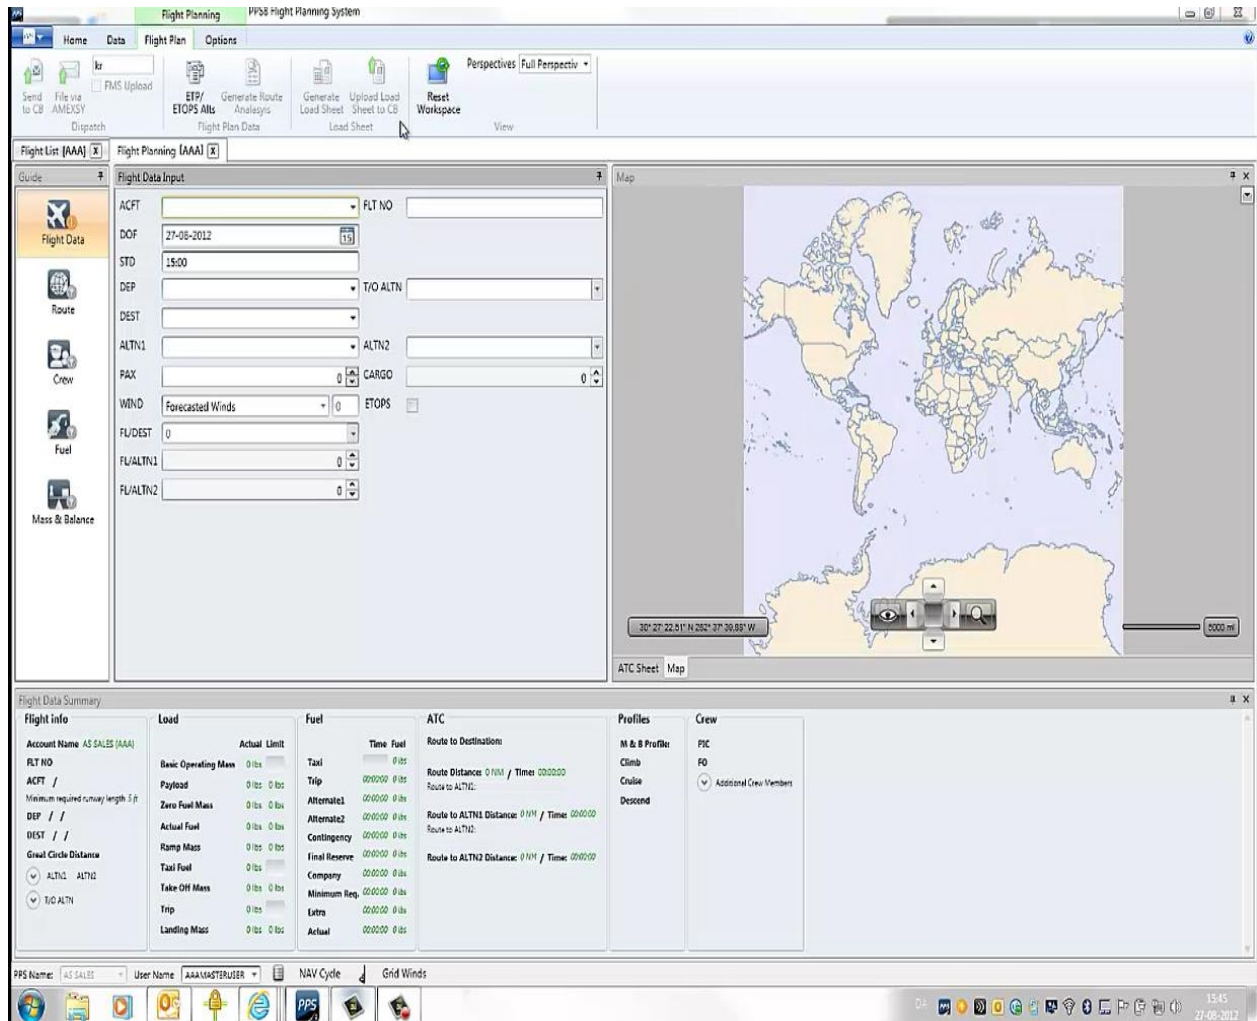 Flight Planning PPS8 Flight Planning System
Home Data Flight Plan Options
kr
FMS Upload
Send to CB
File via AMEXSY
ETP/ ETOPS Alts
Generate Route Analasyis
Generate Load Sheet
Upload Load Sheet to CB
Reset Workspace
Perspectives Full Perspectiv
Dispatch Flight Plan Data Load Sheet View
Flight List [AAA] X Flight Planning [AAA] X
Guide
Flight Data
Route
Crew
Fuel
Mass & Balance
Flight Data Input
ACFT FLT NO
DOF 27-08-2012 15
STD 15:00
DEP T/O ALTN
DEST
ALTN1 ALTN2
PAX 0 CARGO 0
WIND Forecasted Winds 0 ETOPS
FL/DEST 0
FL/ALTN1 0
FL/ALTN2 0
Map
5000 ml
ATC Sheet Map
Flight Data Summary
Flight info
Account Name AS SALES (AAA)
FLT NO
ACFT /
Minimum required runway length 5 ft
DEP / /
DEST / /
Great Circle Distance
ALTN1 ALTN2
T/O ALTN
Load
Actual Limit
Basic Operating Mass 0 lbs
Payload 0 lbs 0 lbs
Zero Fuel Mass 0 lbs 0 lbs
Actual Fuel 0 lbs 0 lbs
Ramp Mass 0 lbs 0 lbs
Taxi Fuel 0 lbs
Take Off Mass 0 lbs 0 lbs
Trip 0 lbs
Landing Mass 0 lbs 0 lbs
Fuel
Time Fuel
Taxi 0 lbs
Trip 00:00:00 0 lbs
Alternate1 00:00:00 0 lbs
Alternate2 00:00:00 0 lbs
Contingency 00:00:00 0 lbs
Final Reserve 00:00:00 0 lbs
Company 00:00:00 0 lbs
Minimum Req. 00:00:00 0 lbs
Extra 00:00:00 0 lbs
Actual 00:00:00 0 lbs
ATC
Route to Destination:
Route Distance: 0 NM / Time: 00:00:00
Route to ALTN1:
Route to ALTN1 Distance: 0 NM / Time: 00:00:00
Route to ALTN2:
Route to ALTN2 Distance: 0 NM / Time: 00:00:00
Profiles
M & B Profile:
Climb
Cruise
Descend
Crew
PIC
FO
Additional Crew Members
PPS Name: AS SALES User Name AAAMASTERUSER NAV Cycle Grid Winds
PPS
DA
15:45
27-08-2012